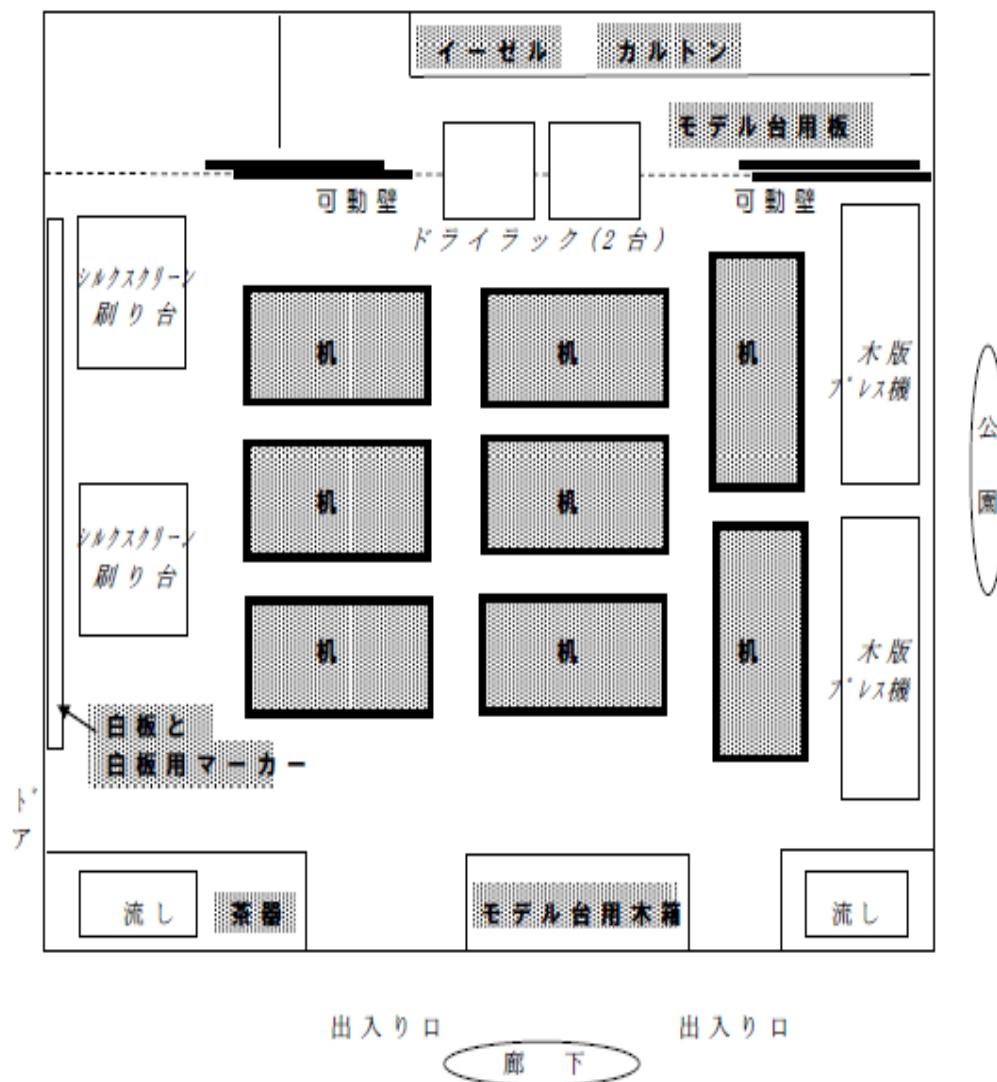 イーゼル カルトン
モデル台用板
可動壁
可動壁
ドライラック(2台)
シルクスクリーン
刷り台
机
机
机
木版
プレス機
公
園
シルクスクリーン
刷り台
机
机
机
机
机
木版
プレス機
白板と
白板用マーカー
ドア
流し
茶器
モデル台用木箱
流し
出入り口
出入り口
廊下